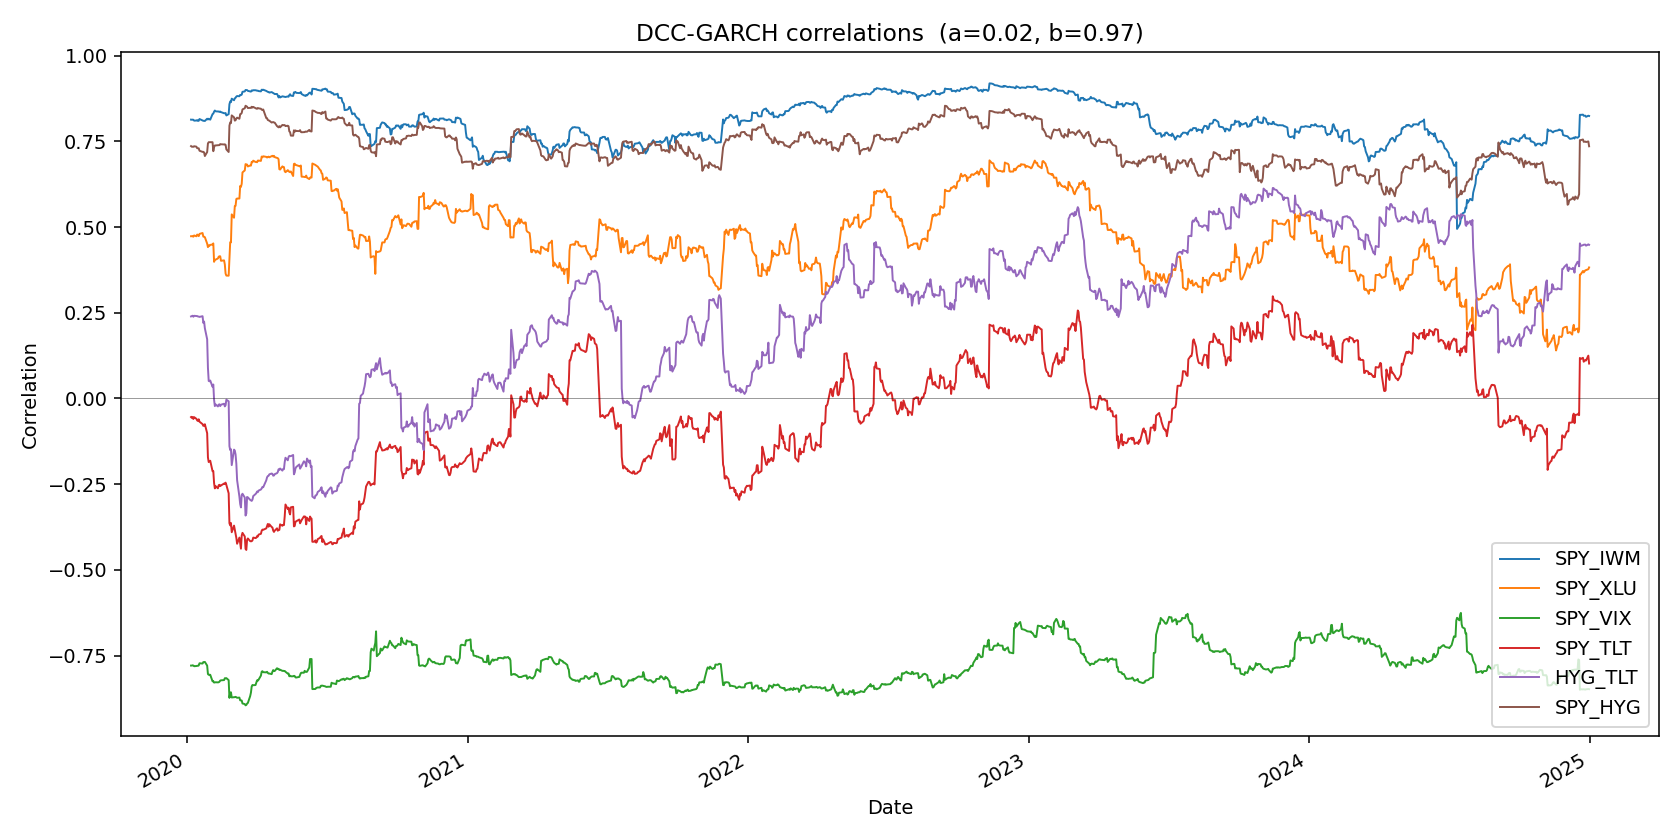 DCC-GARCH correlations (a=0.02, b=0.97)
1.00
0.75
0.50
0.25
0.00
−0.25
−0.50
−0.75
Correlation
2020
2021
2022
2023
2024
2025
Date
SPY_IWM
SPY_XLU
SPY_VIX
SPY_TLT
HYG_TLT
SPY_HYG